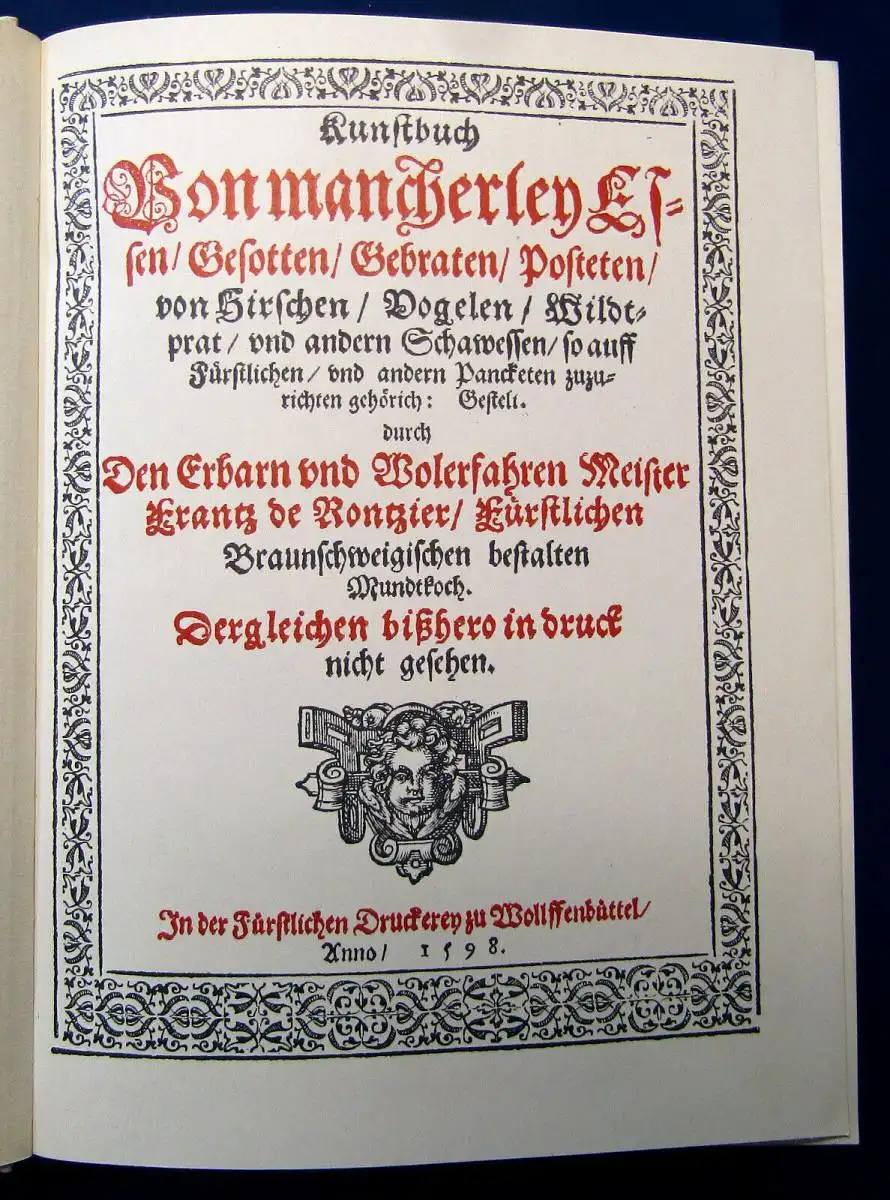 Kunstbuch
Von mancherley Es-
sen/ Gesotten/ Gebraten/ Posteten/
von Hirschen/ Vogelen/ Wildt-
prat/ vnd andern Schawessen/ so auff
Fürstlichen/ vnd andern Pancketen zuzu-
richten gehörich: Gestelt.
durch
Den Erbarn vnd Wolerfahren Meister
Frantz de Rontzier/ Fürstlichen
Braunschweigischen bestalten
Mundtkoch.
Dergleichen bißhero in druck
nicht gesehen.
In der Fürstlichen Druckerey zu Wollffenbüttel/
Anno/ 1598.